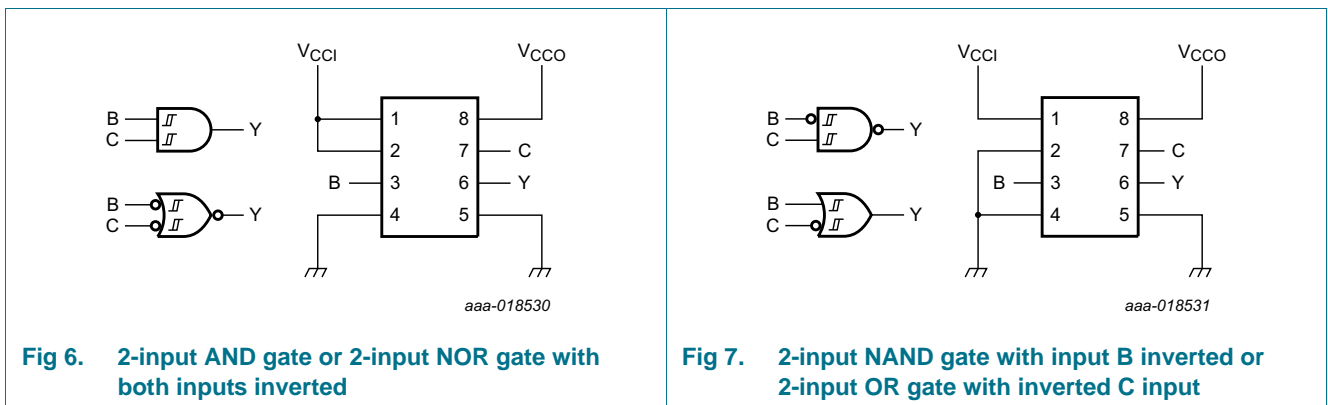 VCCI
VCCO
B
C
Y
B
C
Y
1
2
3
4
8
7
6
5
B
C
Y
aaa-018530
Fig 6. 2-input AND gate or 2-input NOR gate with
both inputs inverted
VCCI
VCCO
B
C
Y
B
C
Y
1
2
3
4
8
7
6
5
B
C
Y
aaa-018531
Fig 7. 2-input NAND gate with input B inverted or
2-input OR gate with inverted C input